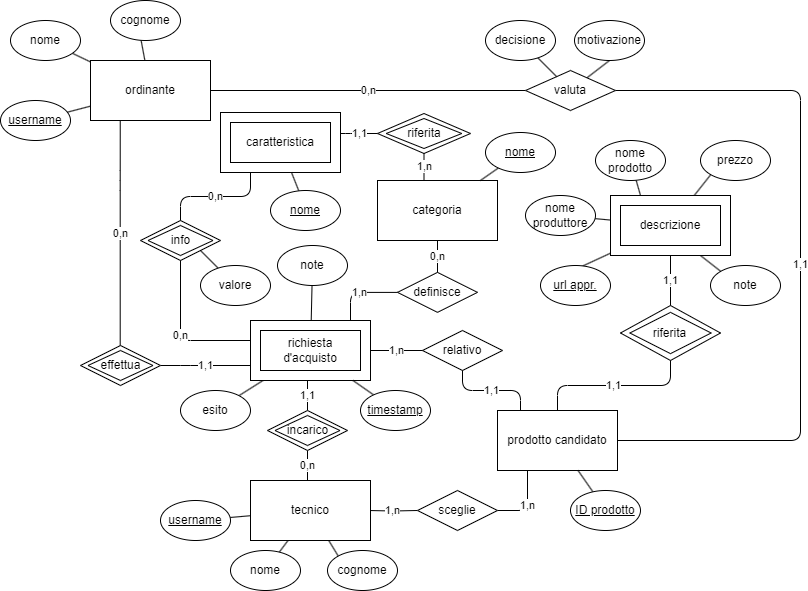 cognome
nome
decisione
motivazione
ordinante
0,n
valuta
username
caratteristica
1,1
riferita
nome
nome
prodotto
prezzo
1,n
0,n
nome
categoria
nome
produttore
descrizione
0,n
info
0,n
note
valore
definisce
1,n
1,1
url appr.
note
1,1
0,n
richiesta
d'acquisto
1,n
relativo
riferita
effettua
1,1
1,1
1,1
esito
1,1
timestamp
incarico
prodotto candidato
0,n
username
tecnico
1,n
sceglie
1,n
ID prodotto
nome
cognome